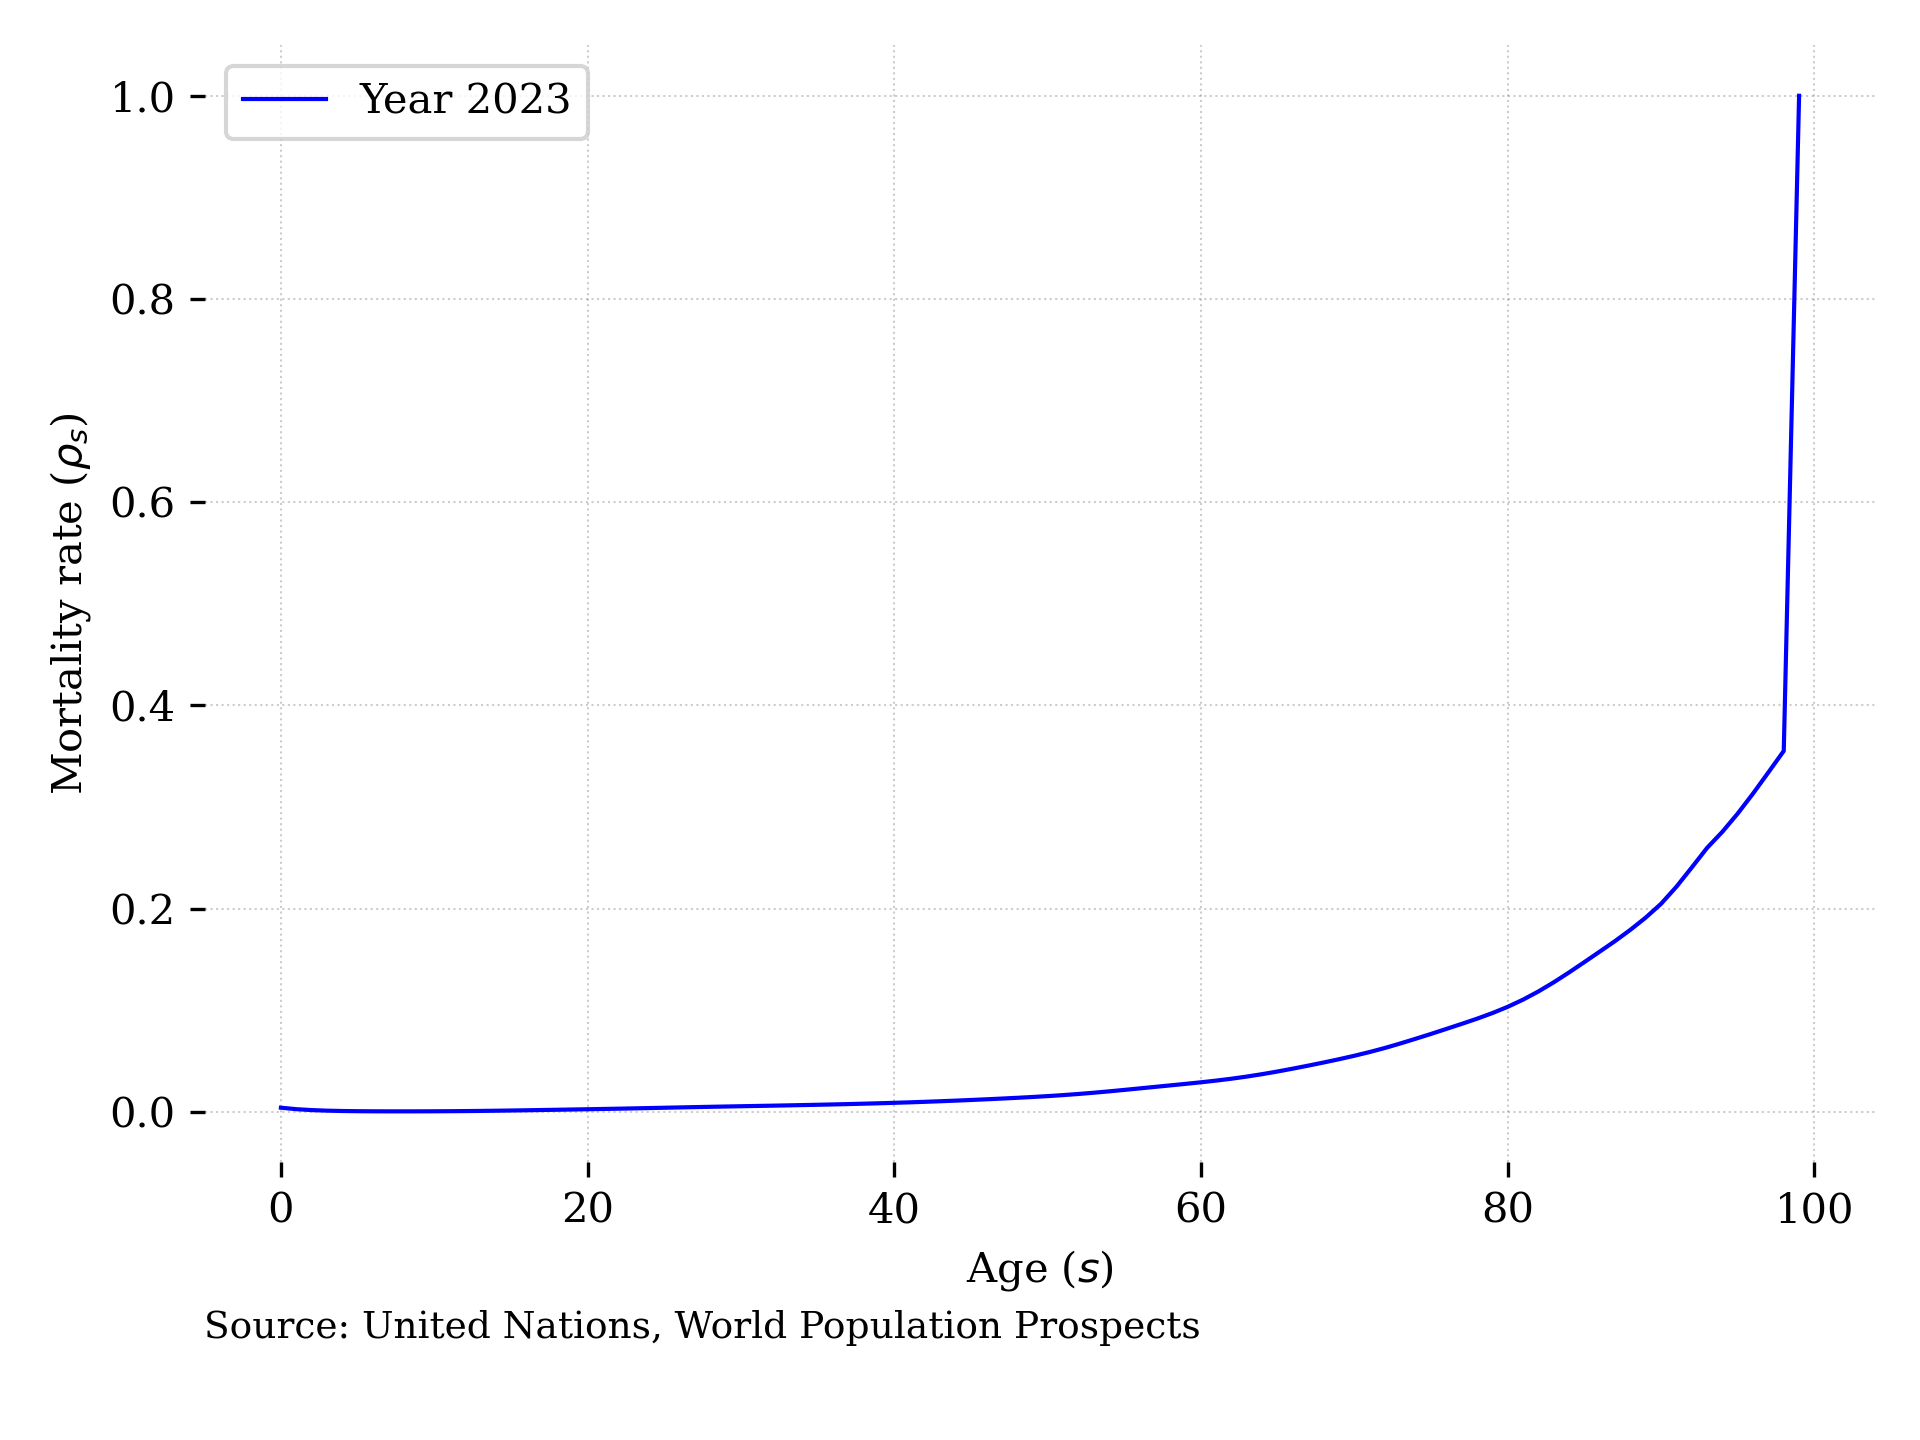 Year 2023
1.0
0.8
0.6
0.4
0.2
0.0
Mortality rate (ρₛ)
0 20 40 60 80 100
Age (s)
Source: United Nations, World Population Prospects